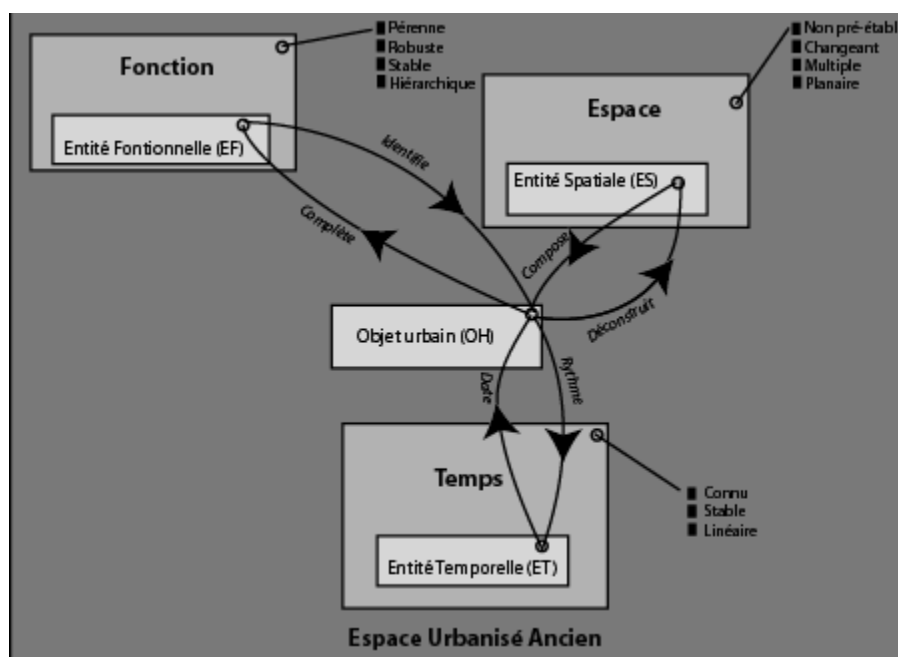 Fonction
Entité Fontionnelle (EF)
■ Pérenne
■ Robuste
■ Stable
■ Hiérarchique
Espace
Entité Spatiale (ES)
■ Non pré-établ
■ Changeant
■ Multiple
■ Planaire
Identifie
Complète
Compose
Déconstruit
Objet urbain (OH)
Date
Rythme
Temps
Entité Temporelle (ET)
■ Connu
■ Stable
■ Linéaire
Espace Urbanisé Ancien